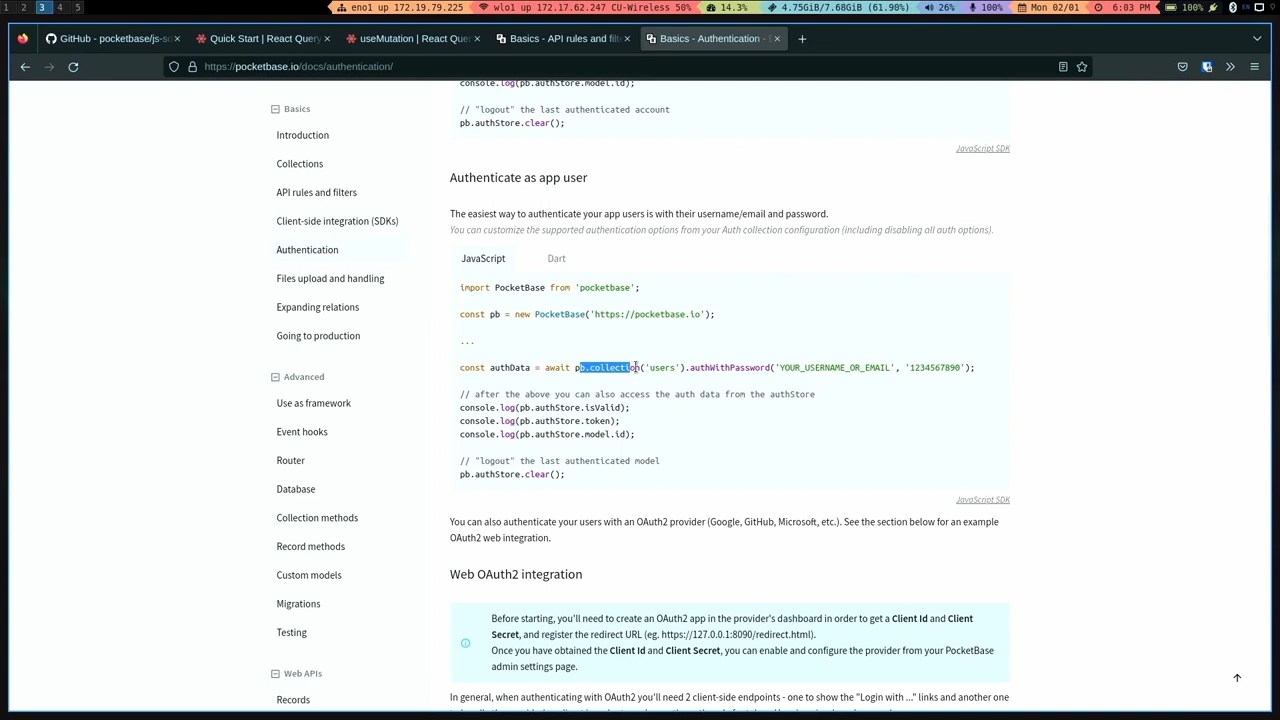 1 2 3 4 5
eno1 up 172.19.79.225 wlo1 up 172.17.62.247 CU-Wireless 50% 14.3% 4.75GiB/7.68GiB (61.90%) 26% 100% Mon 02/01 6:03 PM 100%
GitHub - pocketbase/js-sd
Quick Start | React Query
useMutation | React Quer
Basics - API rules and filt
Basics - Authentication -
https://pocketbase.io/docs/authentication/
Basics
Introduction
Collections
API rules and filters
Client-side integration (SDKs)
Authentication
Files upload and handling
Expanding relations
Going to production
Advanced
Use as framework
Event hooks
Router
Database
Collection methods
Record methods
Custom models
Migrations
Testing
Web APIs
Records
console.log(pb.authStore.model.id);
// "logout" the last authenticated account
pb.authStore.clear();
JavaScript SDK
Authenticate as app user
The easiest way to authenticate your app users is with their username/email and password.
You can customize the supported authentication options from your Auth collection configuration (including disabling all auth options).
JavaScript Dart
import PocketBase from 'pocketbase';
const pb = new PocketBase('https://pocketbase.io');
...
const authData = await pb.collection('users').authWithPassword('YOUR_USERNAME_OR_EMAIL', '1234567890');
// after the above you can also access the auth data from the authStore
console.log(pb.authStore.isValid);
console.log(pb.authStore.token);
console.log(pb.authStore.model.id);
// "logout" the last authenticated model
pb.authStore.clear();
JavaScript SDK
You can also authenticate your users with an OAuth2 provider (Google, GitHub, Microsoft, etc.). See the section below for an example
OAuth2 web integration.
Web OAuth2 integration
Before starting, you'll need to create an OAuth2 app in the provider's dashboard in order to get a Client Id and Client
Secret, and register the redirect URL (eg. https://127.0.0.1:8090/redirect.html).
Once you have obtained the Client Id and Client Secret, you can enable and configure the provider from your PocketBase
admin settings page.
In general, when authenticating with OAuth2 you'll need 2 client-side endpoints - one to show the "Login with ..." links and another one